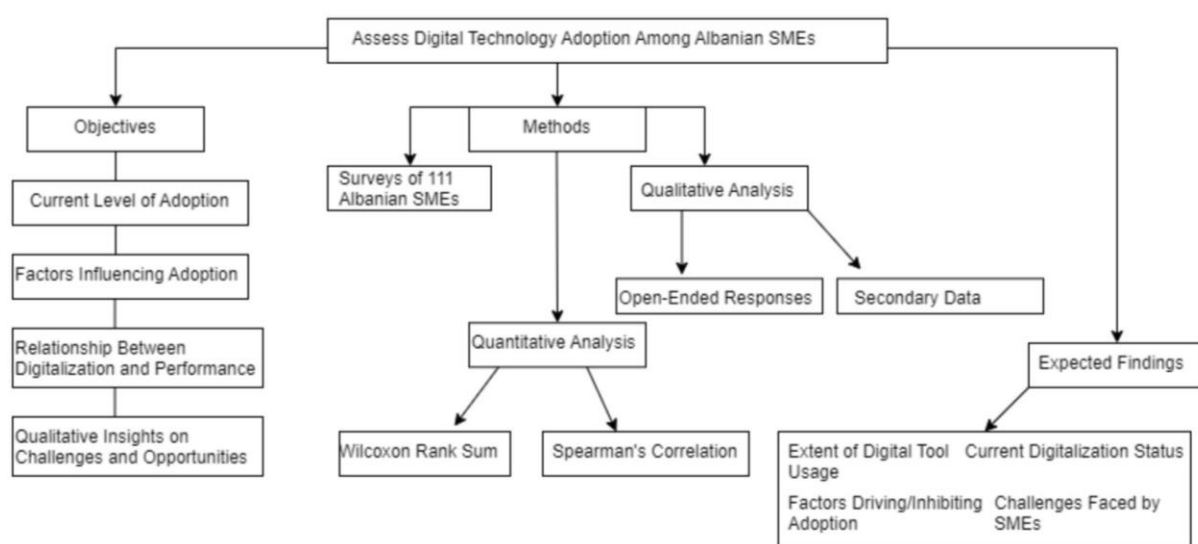 Assess Digital Technology Adoption Among Albanian SMEs
Objectives
Current Level of Adoption
Factors Influencing Adoption
Relationship Between
Digitalization and Performance
Qualitative Insights on
Challenges and Opportunities
Methods
Surveys of 111
Albanian SMEs
Qualitative Analysis
Open-Ended Responses
Secondary Data
Quantitative Analysis
Wilcoxon Rank Sum
Spearman's Correlation
Expected Findings
Extent of Digital Tool
Usage
Current Digitalization Status
Factors Driving/Inhibiting
Adoption
Challenges Faced by
SMEs